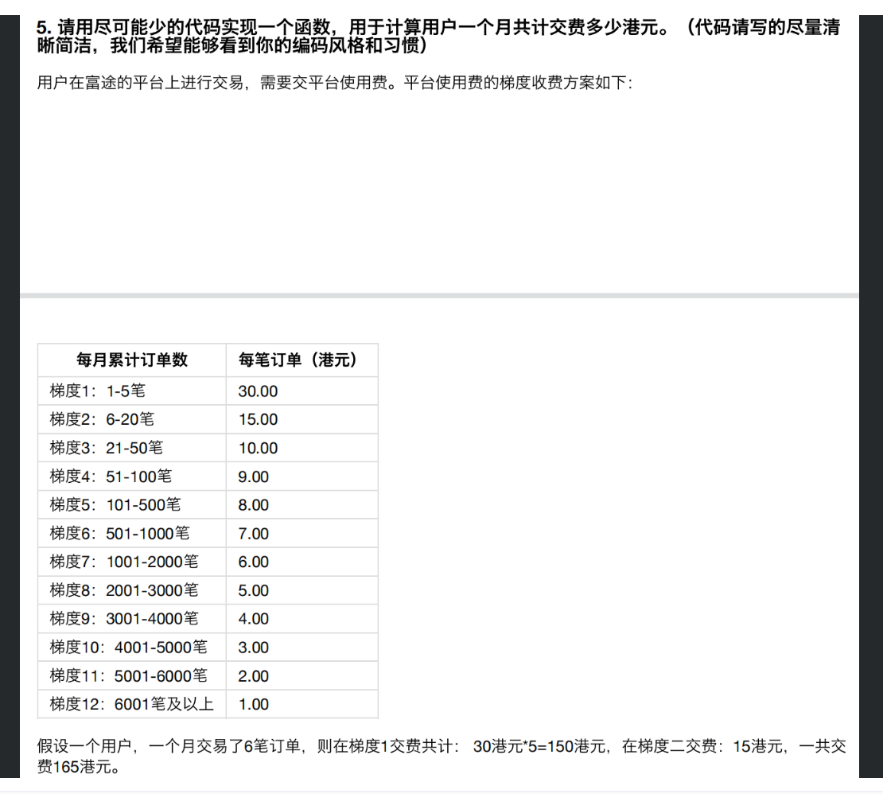 5. 请用尽可能少的代码实现一个函数，用于计算用户一个月共计交费多少港元。（代码请写的尽量清
晰简洁，我们希望能够看到你的编码风格和习惯）
用户在富途的平台上进行交易，需要交平台使用费。平台使用费的梯度收费方案如下：
每月累计订单数 每笔订单（港元）
梯度1：1-5笔 30.00
梯度2：6-20笔 15.00
梯度3：21-50笔 10.00
梯度4：51-100笔 9.00
梯度5：101-500笔 8.00
梯度6：501-1000笔 7.00
梯度7：1001-2000笔 6.00
梯度8：2001-3000笔 5.00
梯度9：3001-4000笔 4.00
梯度10：4001-5000笔 3.00
梯度11：5001-6000笔 2.00
梯度12：6001笔及以上 1.00
假设一个用户，一个月交易了6笔订单，则在梯度1交费共计： 30港元*5=150港元，在梯度二交费：15港元，一共交
费165港元。